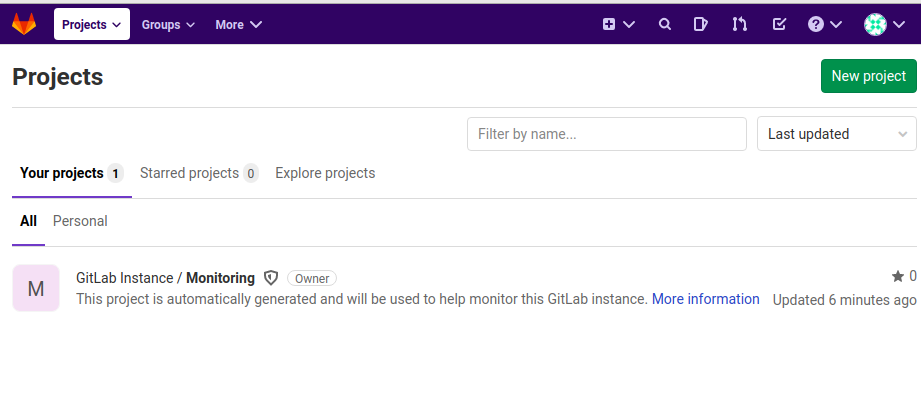 Projects Groups More
Projects
New project
Filter by name...
Last updated
Your projects 1 Starred projects 0 Explore projects
All Personal
M
GitLab Instance / Monitoring Owner
0
This project is automatically generated and will be used to help monitor this GitLab instance. More information
Updated 6 minutes ago